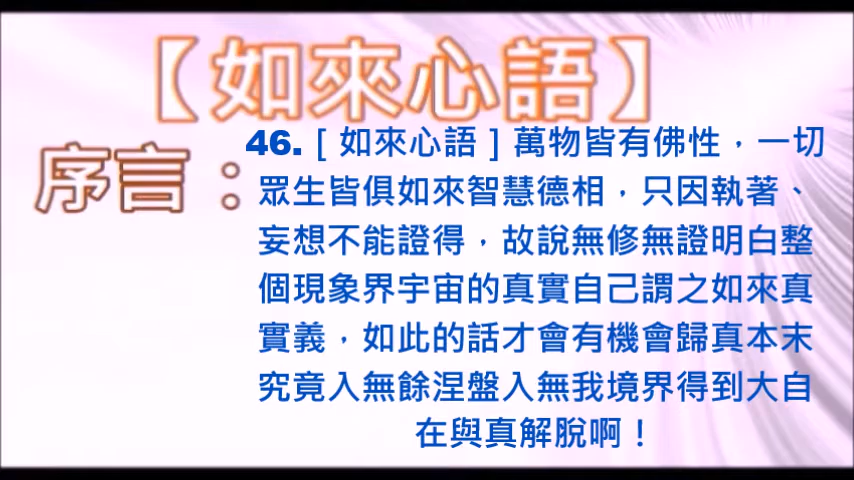 【如來心語】
序言：
46. [ 如來心語 ] 萬物皆有佛性，一切
眾生皆俱如來智慧德相，只因執著、
妄想不能證得，故說無修無證明白整
個現象界宇宙的真實自己謂之如來真
實義，如此的話才會有機會歸真本末
究竟入無餘涅盤入無我境界得到大自
在與真解脫啊！